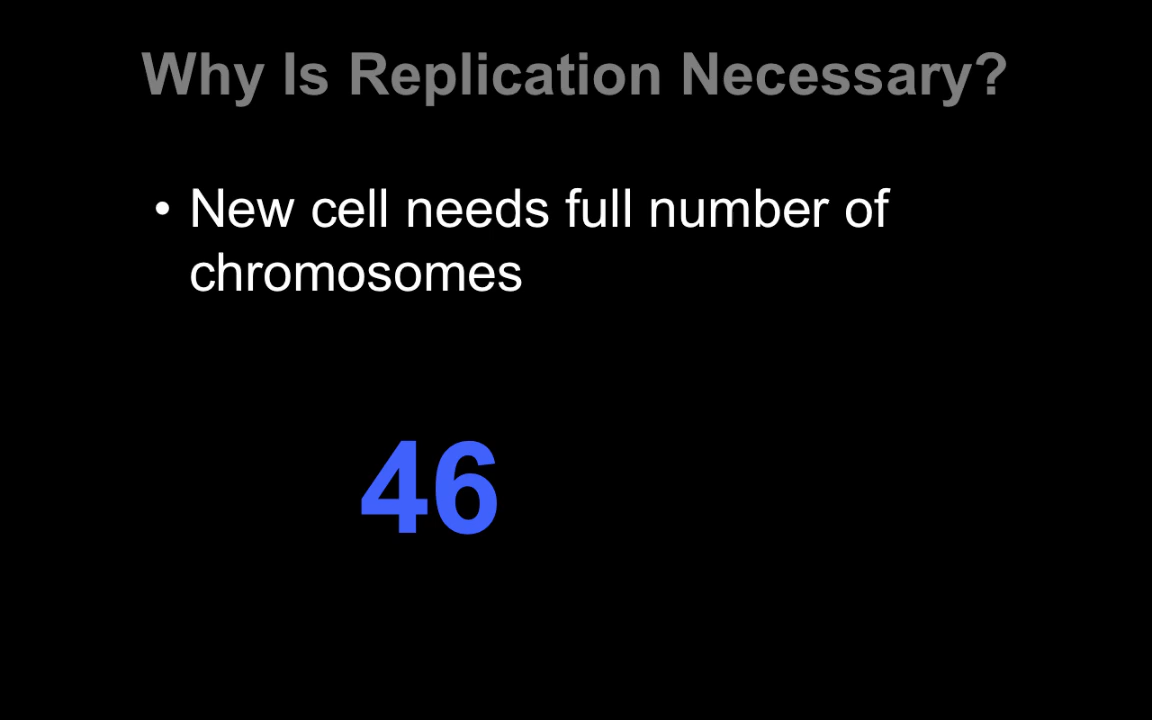 Why Is Replication Necessary?
• New cell needs full number of
chromosomes
46